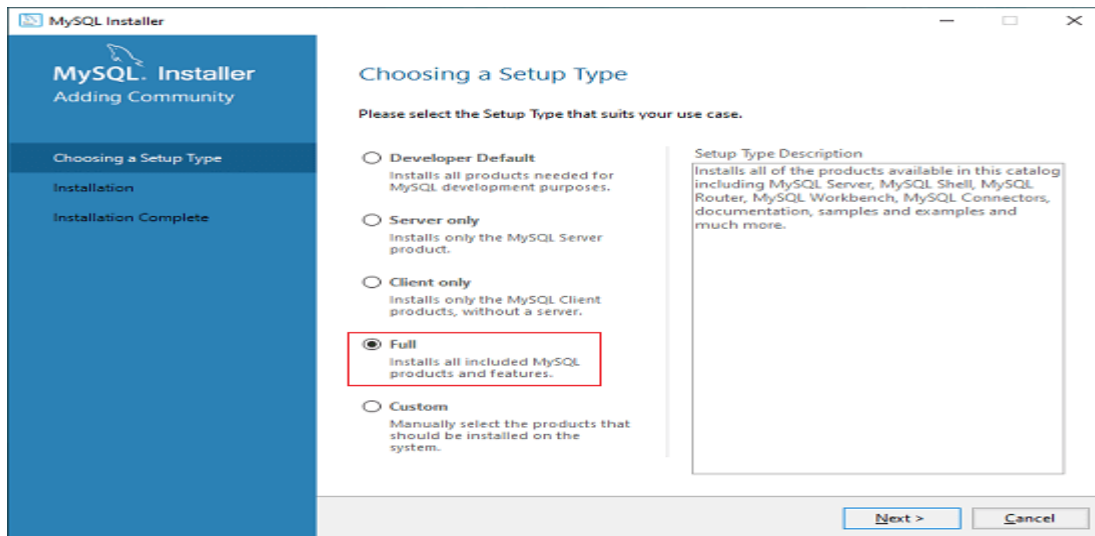 MySQL Installer
MySQL. Installer
Adding Community
Choosing a Setup Type
Installation
Installation Complete
Choosing a Setup Type
Please select the Setup Type that suits your use case.
Developer Default
Installs all products needed for
MySQL development purposes.
Server only
Installs only the MySQL Server
product.
Client only
Installs only the MySQL Client
products, without a server.
Full
Installs all included MySQL
products and features.
Custom
Manually select the products that
should be installed on the
system.
Setup Type Description
Installs all of the products available in this catalog
including MySQL Server, MySQL Shell, MySQL
Router, MySQL Workbench, MySQL Connectors,
documentation, samples and examples and
much more.
Next >
Cancel